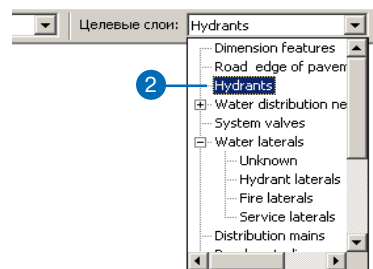 Целевые слои: Hydrants
Dimension features
Road edge of pavem
Hydrants
2
Water distribution ne
System valves
Water laterals
Unknown
Hydrant laterals
Fire laterals
Service laterals
Distribution mains